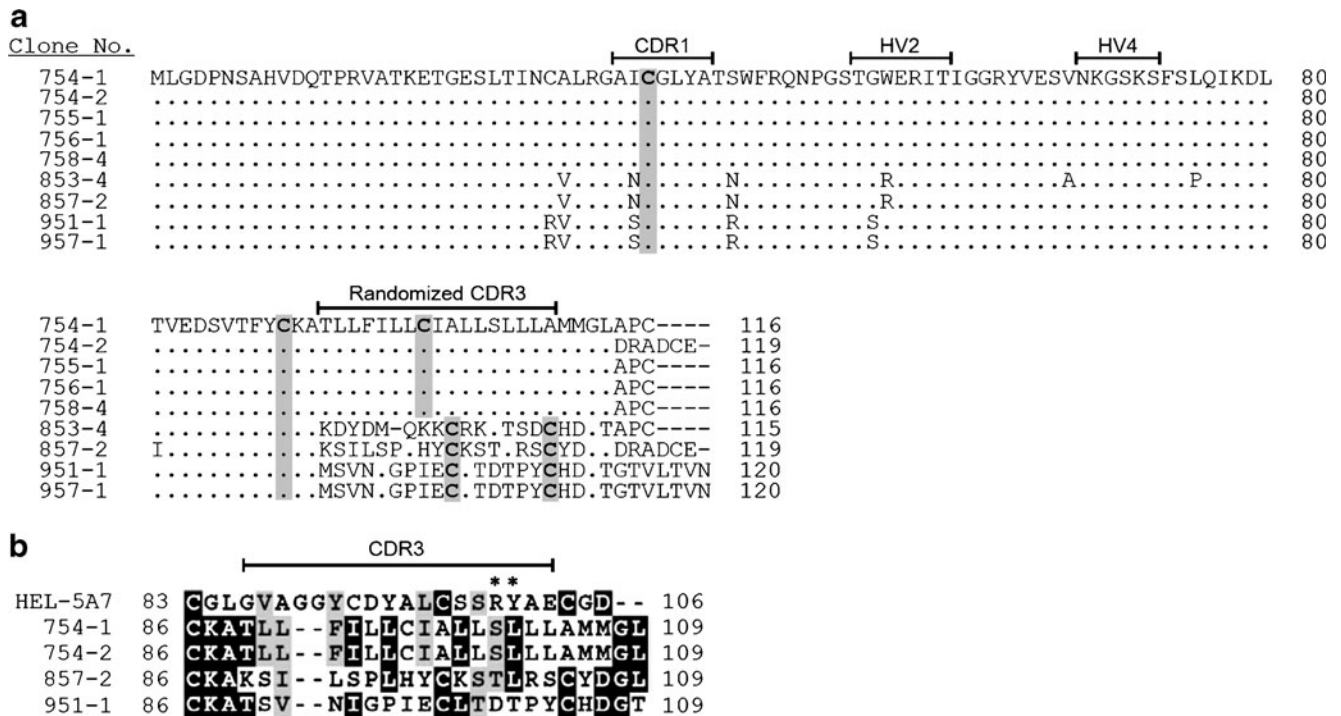 a
Clone No.
CDR1 HV2 HV4
754-1 MLGDPNSAHVDQTPRVATKETGESLTINCALRGAICGLYATSWFRQNPGSTGWERITIGGRYVESVNKGSKSFSLQIKDL 80
754-2 ................................................................................ 80
755-1 ................................................................................ 80
756-1 ................................................................................ 80
758-4 ................................................................................ 80
853-4 .............................V....N......N..........R............A........P..... 80
857-2 .............................V....N......N..........R........................... 80
951-1 ............................RV....S......R.........S............................ 80
957-1 ............................RV....S......R.........S............................ 80
Randomized CDR3
754-1 TVEDSVTFYCKATLLFILLCIALLSLLLAMMGLAPC---- 116
754-2 .................................DRADCE- 119
755-1 .................................APC---- 116
756-1 .................................APC---- 116
758-4 .................................APC---- 116
853-4 ............KDYDM-QKKCRK.TSDCHD.TAPC---- 115
857-2 I...........KSILSP.HYCKST.RSCYD..DRADCE- 119
951-1 ............MSVN.GPIEC.TDTPYCHD.TGTVLTVN 120
957-1 ............MSVN.GPIEC.TDTPYCHD.TGTVLTVN 120
b
CDR3
* *
HEL-5A7 83 CGLGVAGGYCDYALCSSRYAECGD-- 106
754-1 86 CKATLL--FILLCIALLSLLLAMMGL 109
754-2 86 CKATLL--FILLCIALLSLLLAMMGL 109
857-2 86 CKAKSI--LSPLHYCKSTLRSCYDGL 109
951-1 86 CKATSV--NIGPIECLTDTPYCHDGT 109